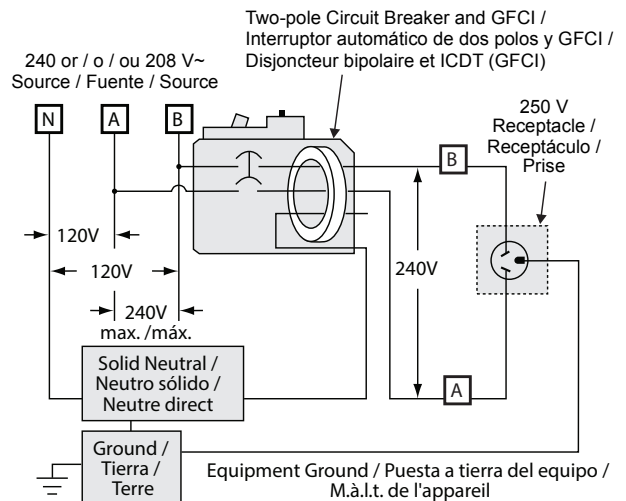 Two-pole Circuit Breaker and GFCI /
Interruptor automático de dos polos y GFCI /
Disjoncteur bipolaire et ICDT (GFCI)
240 or / o / ou 208 V~
Source / Fuente / Source
N
A
B
250 V
Receptacle /
Receptáculo /
Prise
B
120V
120V
240V
max. /máx.
240V
Solid Neutral /
Neutro sólido /
Neutre direct
A
Ground /
Tierra /
Terre
Equipment Ground / Puesta a tierra del equipo /
M.à.l.t. de l'appareil